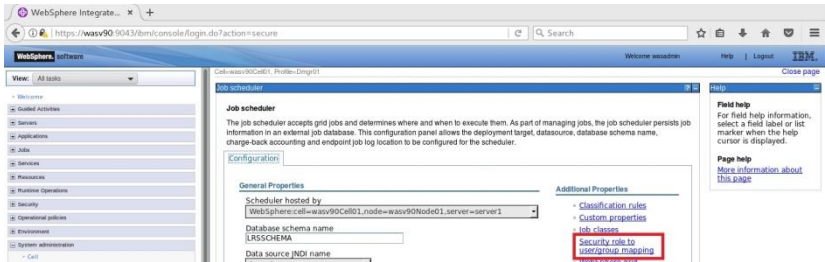 WebSphere Integrate... × +
https://wasv90:9043/ibm/console/login.do?action=secure
Search
WebSphere. software
Welcome wasadmin
Help | Logout
IBM.
View: All tasks
Cell=wasv90Cell01, Profile=Dmgr01
Close page
Welcome
Guided Activities
Servers
Applications
Jobs
Services
Resources
Runtime Operations
Security
Operational policies
Environment
System administration
Cell
Job scheduler
? -
Job scheduler
The job scheduler accepts grid jobs and determines where and when to execute them. As part of managing jobs, the job scheduler persists job
information in an external job database. This configuration panel allows the deployment target, datasource, database schema name,
charge-back accounting and endpoint job log location to be configured for the scheduler.
Configuration
General Properties
Scheduler hosted by
WebSphere:cell=wasv90Cell01,node=wasv90Node01,server=server1
Database schema name
LRSSCHEMA
Data source JNDI name
Additional Properties
Classification rules
Custom properties
Job classes
Security role to
user/group mapping
Help
Field help
For field help information,
select a field label or list
marker when the help
cursor is displayed.
Page help
More information about
this page